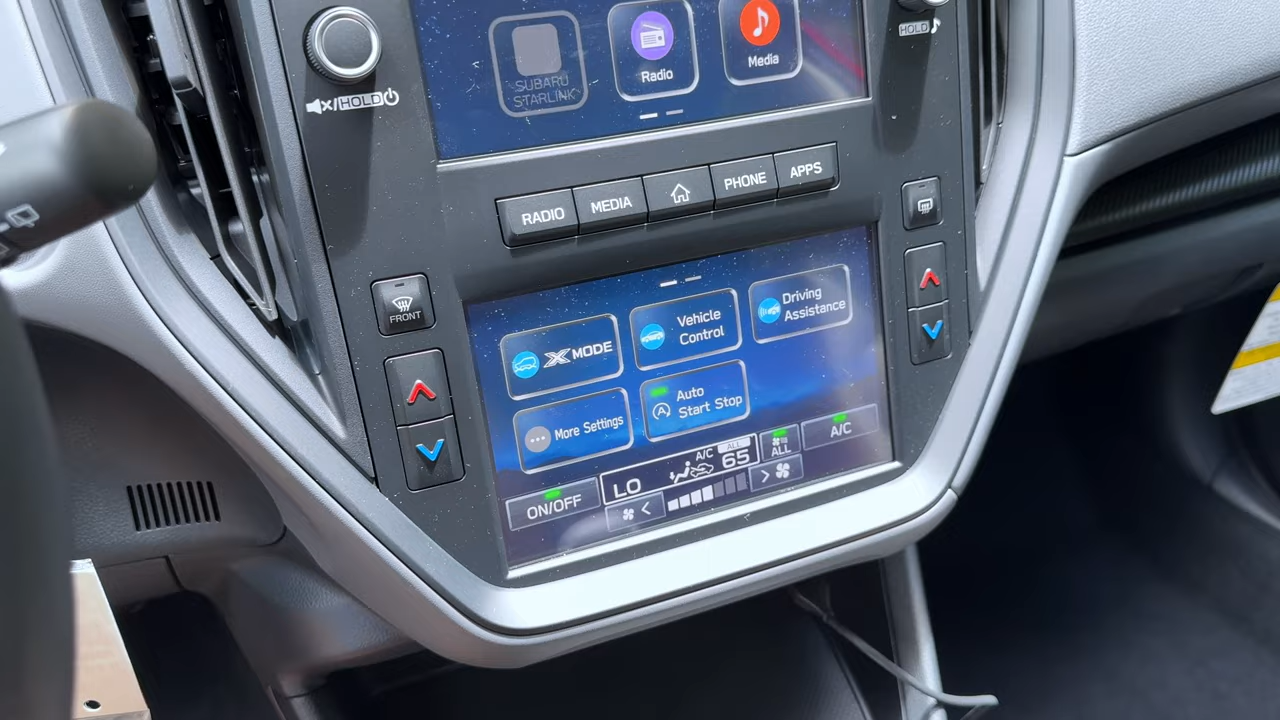 SUBARU
STARLINK
Radio
Media
HOLD
HOLD
RADIO
MEDIA
PHONE
APPS
FRONT
X MODE
Vehicle
Control
Driving
Assistance
More Settings
Auto
Start Stop
A
ON/OFF
LO
A/C
ALL
65
ALL
A/C